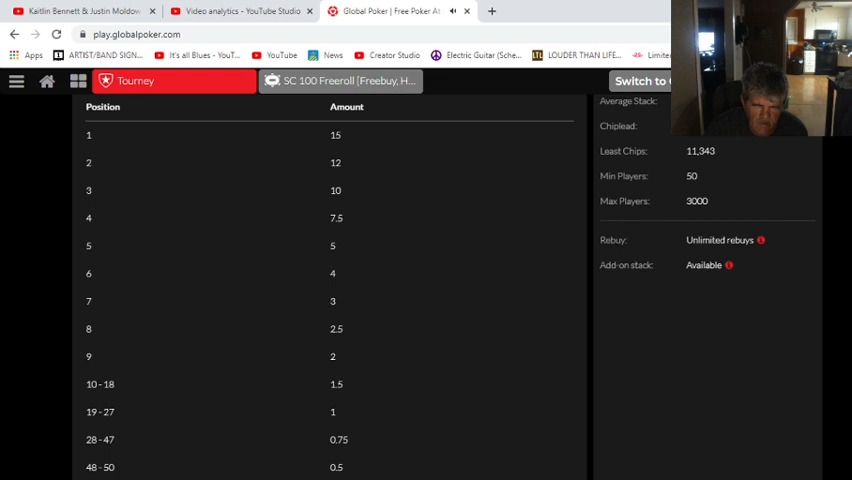 Kaitlin Bennett & Justin Moldow
Video analytics - YouTube Studio
Global Poker | Free Poker At
play.globalpoker.com
Apps
ARTIST/BAND SIGN...
It's all Blues - YouT...
YouTube
News
Creator Studio
Electric Guitar (Sche...
LOUDER THAN LIFE...
Limite
Tourney
SC 100 Freeroll [Freebuy, H...
Switch to
Position Amount
1 15
2 12
3 10
4 7.5
5 5
6 4
7 3
8 2.5
9 2
10 - 18 1.5
19 - 27 1
28 - 47 0.75
48 - 50 0.5
Average Stack:
Chiplead:
Least Chips: 11,343
Min Players: 50
Max Players: 3000
Rebuy: Unlimited rebuys
Add-on stack: Available